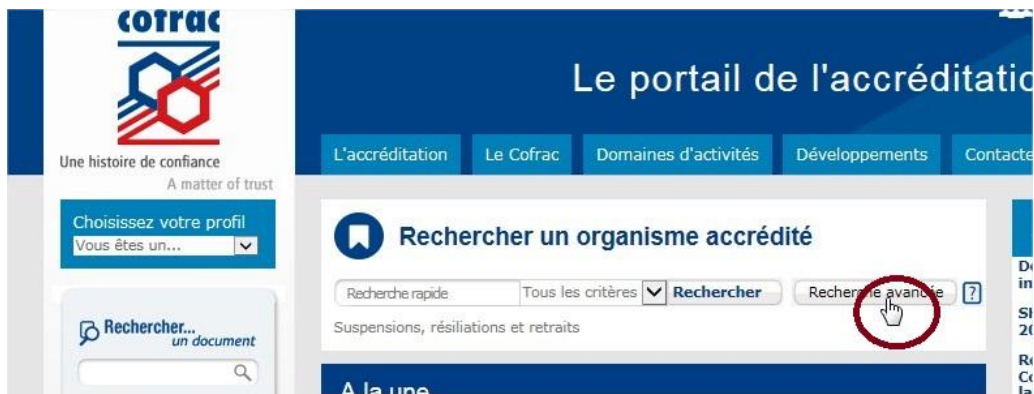 cofrac
Une histoire de confiance
A matter of trust
Choisissez votre profil
Vous êtes un...
Rechercher...
un document
Le portail de l'accréditatio
L'accréditation
Le Cofrac
Domaines d'activités
Développements
Contacte
Rechercher un organisme accrédité
Recherche rapide
Tous les critères
Rechercher
Recherche avancée
?
Suspensions, résiliations et retraits
A la une